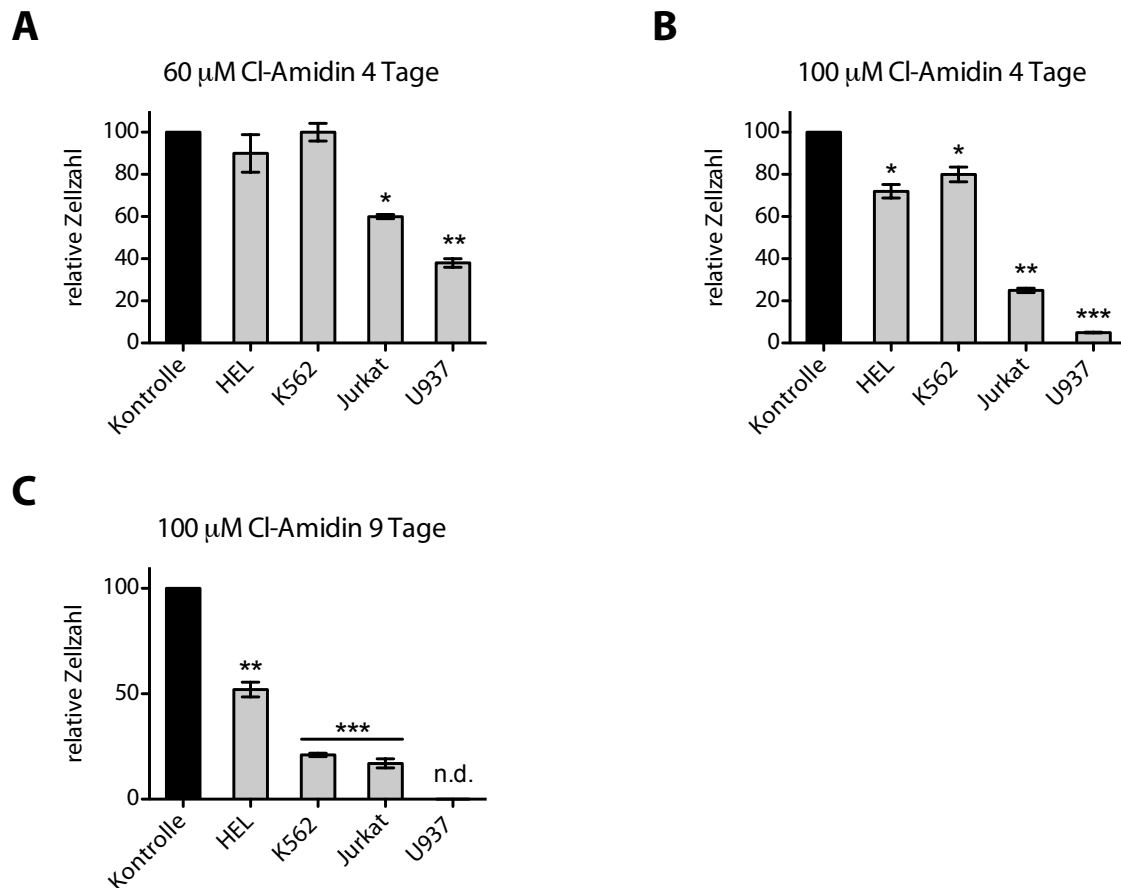 A
60 μM Cl-Amidin 4 Tage
relative Zellzahl
100
80
60
40
20
0
*
**
Kontrolle
HEL
K562
Jurkat
U937
B
100 μM Cl-Amidin 4 Tage
relative Zellzahl
100
80
60
40
20
0
*
*
**
***
Kontrolle
HEL
K562
Jurkat
U937
C
100 μM Cl-Amidin 9 Tage
relative Zellzahl
100
50
0
**
***
n.d.
Kontrolle
HEL
K562
Jurkat
U937